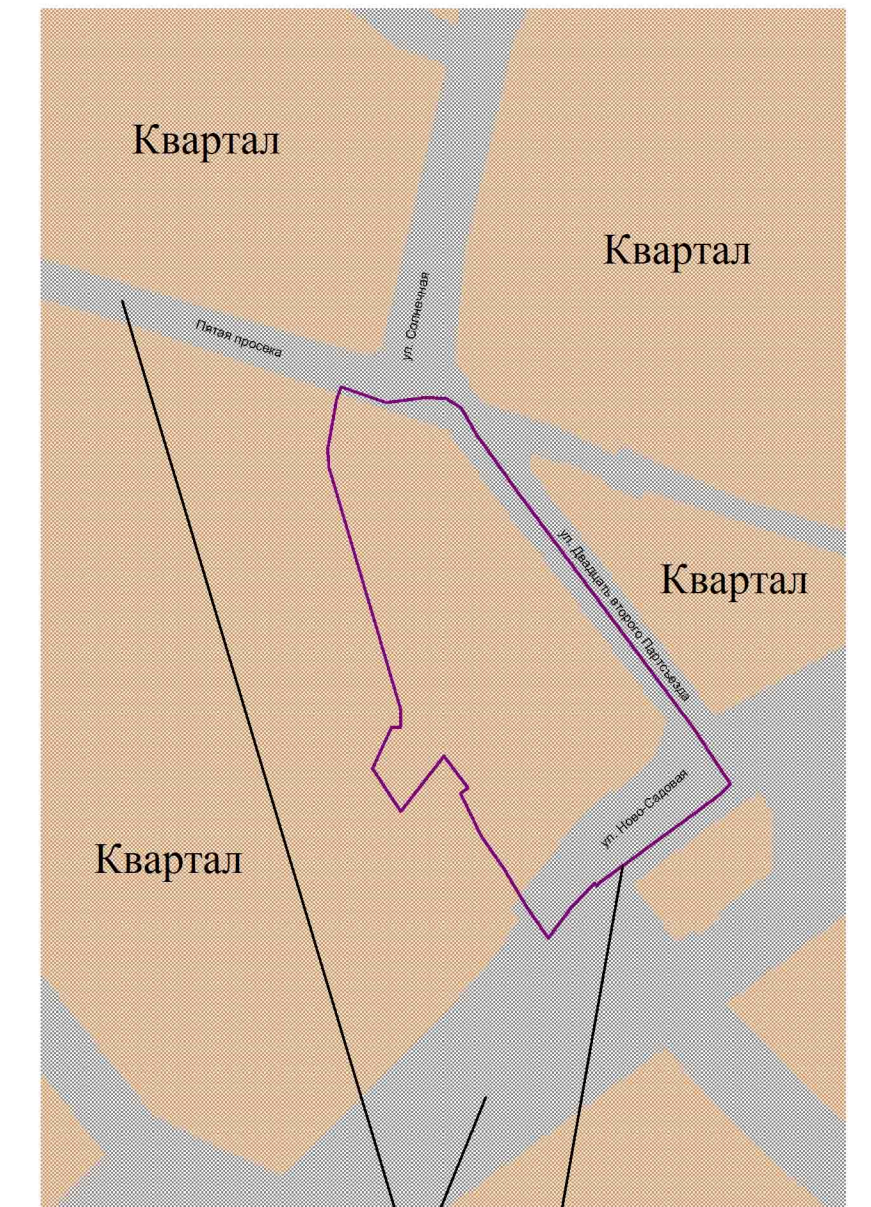 Квартал
Квартал
ул. Солнечная
Пятая просека
ул. Двадцать второго Партсъезда
Квартал
ул. Ново-Садовая
Квартал